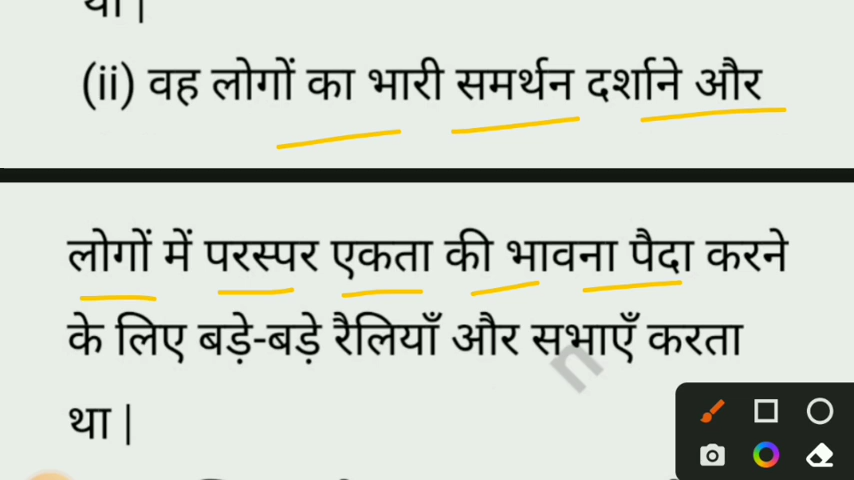 था |
(ii) वह लोगों का भारी समर्थन दर्शाने और
लोगों में परस्पर एकता की भावना पैदा करने
के लिए बड़े-बड़े रैलियाँ और सभाएँ करता
था |
n